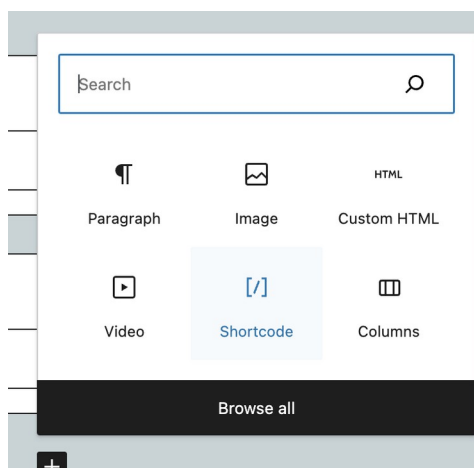 Search
HTML
Paragraph Image Custom HTML
[/]
Video Shortcode Columns
Browse all